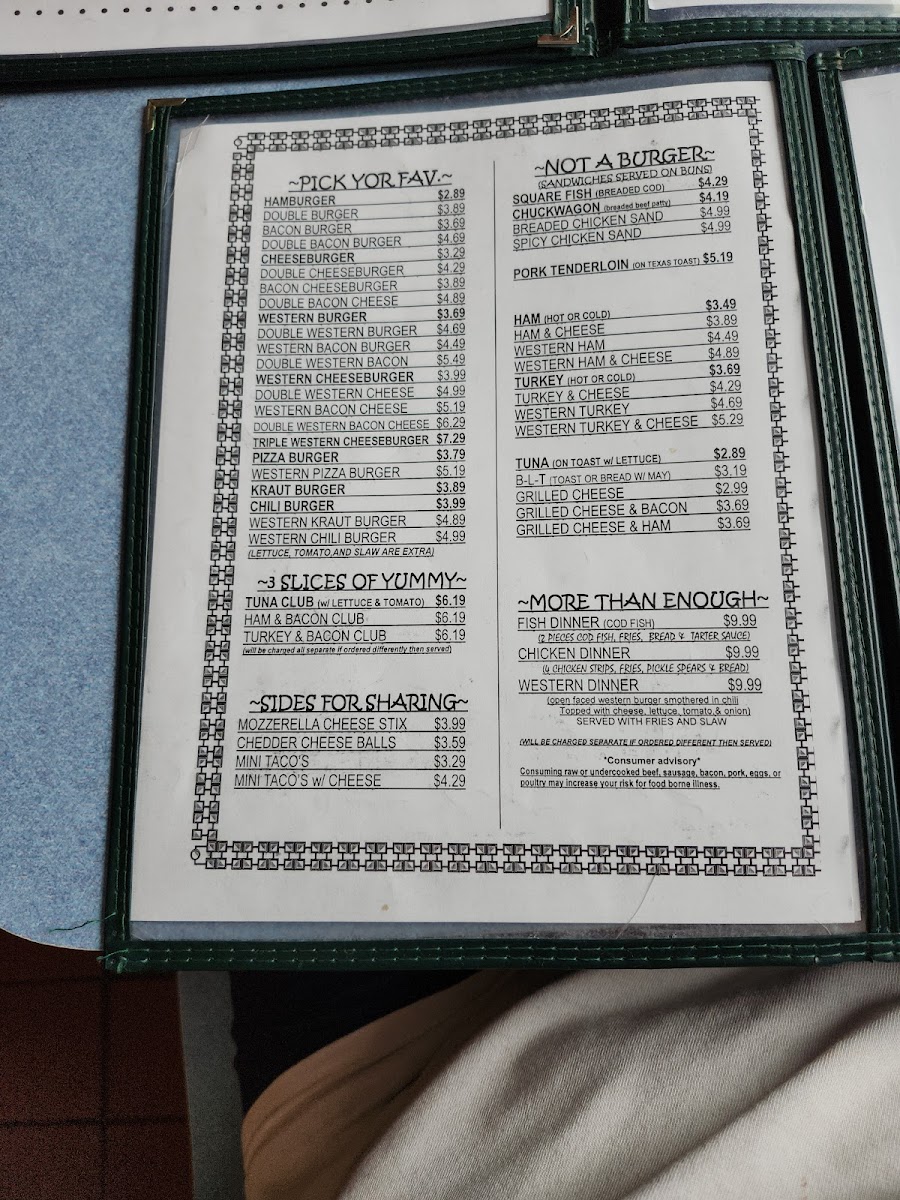 ~PICK YOR FAV.~
HAMBURGER $2.89
DOUBLE BURGER $3.89
BACON BURGER $3.69
DOUBLE BACON BURGER $4.69
CHEESEBURGER $3.29
DOUBLE CHEESEBURGER $4.29
BACON CHEESEBURGER $3.89
DOUBLE BACON CHEESE $4.89
WESTERN BURGER $3.69
DOUBLE WESTERN BURGER $4.69
WESTERN BACON BURGER $4.49
DOUBLE WESTERN BACON $5.49
WESTERN CHEESEBURGER $3.99
DOUBLE WESTERN CHEESE $4.99
WESTERN BACON CHEESE $5.19
DOUBLE WESTERN BACON CHEESE $6.29
TRIPLE WESTERN CHEESEBURGER $7.29
PIZZA BURGER $3.79
WESTERN PIZZA BURGER $5.19
KRAUT BURGER $3.89
CHILI BURGER $3.99
WESTERN KRAUT BURGER $4.89
WESTERN CHILI BURGER $4.99
(LETTUCE, TOMATO,AND SLAW ARE EXTRA)
~3 SLICES OF YUMMY~
TUNA CLUB (W/ LETTUCE & TOMATO) $6.19
HAM & BACON CLUB $6.19
TURKEY & BACON CLUB $6.19
(will be charged all separate if ordered differently then served)
~SIDES FOR SHARING~
MOZZERELLA CHEESE STIX $3.99
CHEDDER CHEESE BALLS $3.59
MINI TACO'S $3.29
MINI TACO'S w/ CHEESE $4.29
~NOT A BURGER~
(SANDWICHES SERVED ON BUNS)
SQUARE FISH (BREADED COD) $4.29
CHUCKWAGON (breaded beef patty) $4.19
BREADED CHICKEN SAND $4.99
SPICY CHICKEN SAND $4.99
PORK TENDERLOIN (ON TEXAS TOAST) $5.19
HAM (HOT OR COLD) $3.49
HAM & CHEESE $3.89
WESTERN HAM $4.49
WESTERN HAM & CHEESE $4.89
TURKEY (HOT OR COLD) $3.69
TURKEY & CHEESE $4.29
WESTERN TURKEY $4.69
WESTERN TURKEY & CHEESE $5.29
TUNA (ON TOAST w/ LETTUCE) $2.89
B-L-T (TOAST OR BREAD W/ MAY) $3.19
GRILLED CHEESE $2.99
GRILLED CHEESE & BACON $3.69
GRILLED CHEESE & HAM $3.69
~MORE THAN ENOUGH~
FISH DINNER (COD FISH) $9.99
(2 PIECES COD FISH, FRIES, BREAD & TARTER SAUCE)
CHICKEN DINNER $9.99
(4 CHICKEN STRIPS, FRIES, PICKLE SPEARS & BREAD)
WESTERN DINNER $9.99
(open faced western burger smothered in chili
Topped with cheese, lettuce, tomato,& onion)
SERVED WITH FRIES AND SLAW
(WILL BE CHARGED SEPARATE IF ORDERED DIFFERENT THEN SERVED)
*Consumer advisory*
Consuming raw or undercooked beef, sausage, bacon, pork, eggs, or
poultry may increase your risk for food borne illness.